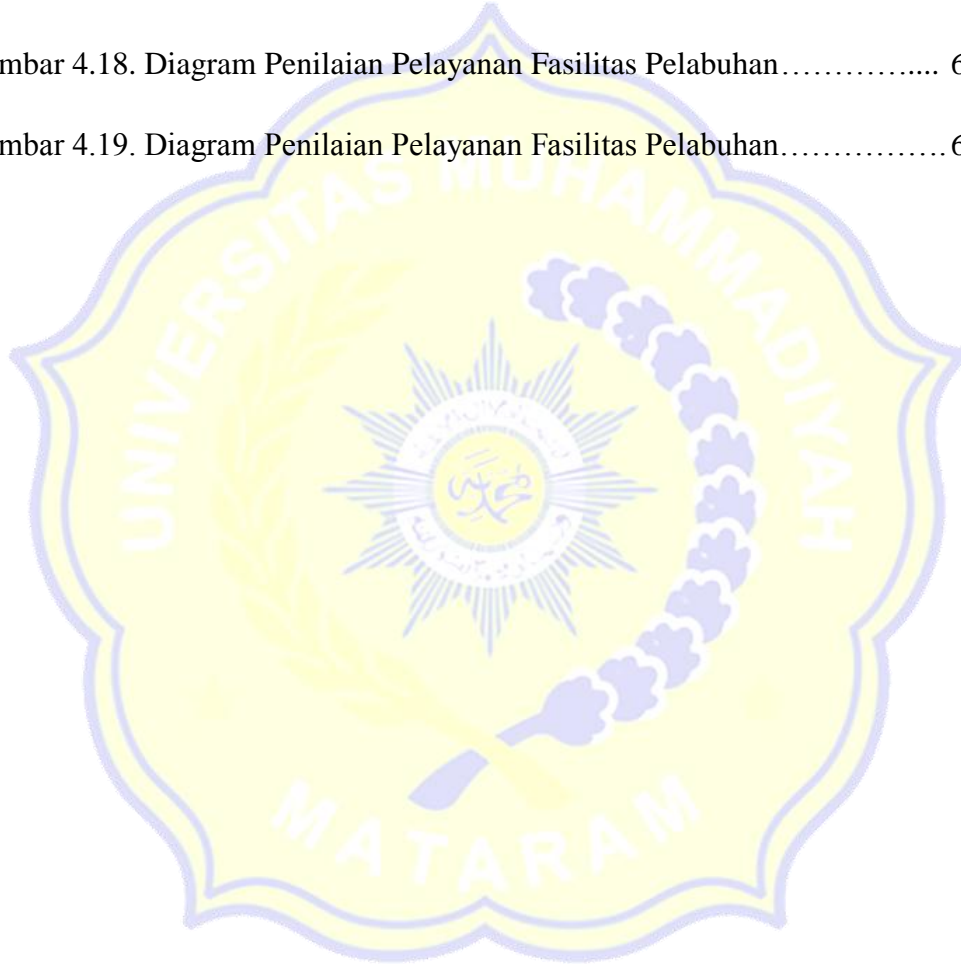 mbar 4.18. Diagram Penilaian Pelayanan Fasilitas Pelabuhan………….... 6
mbar 4.19. Diagram Penilaian Pelayanan Fasilitas Pelabuhan……………. 6
UNIVERSITAS MUHAMMADIYAH
MATARAM